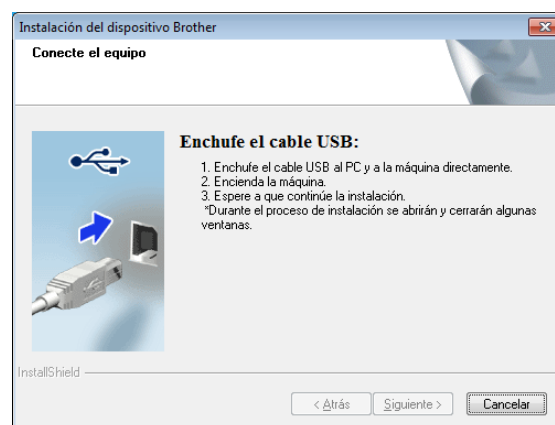 Instalación del dispositivo Brother
Conecte el equipo
Enchufe el cable USB:
1. Enchufe el cable USB al PC y a la máquina directamente.
2. Encienda la máquina.
3. Espere a que continúe la instalación.
*Durante el proceso de instalación se abrirán y cerrarán algunas
ventanas.
InstallShield
< Atrás
Siguiente >
Cancelar